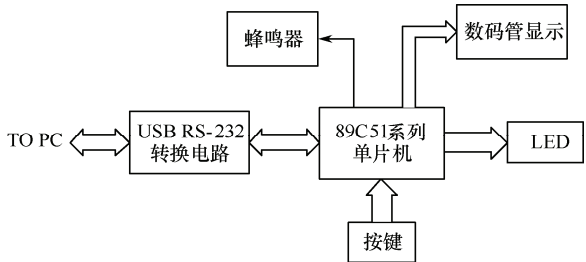 蜂鸣器
数码管显示
TO PC
USB RS-232
转换电路
89C51系列
单片机
LED
按键